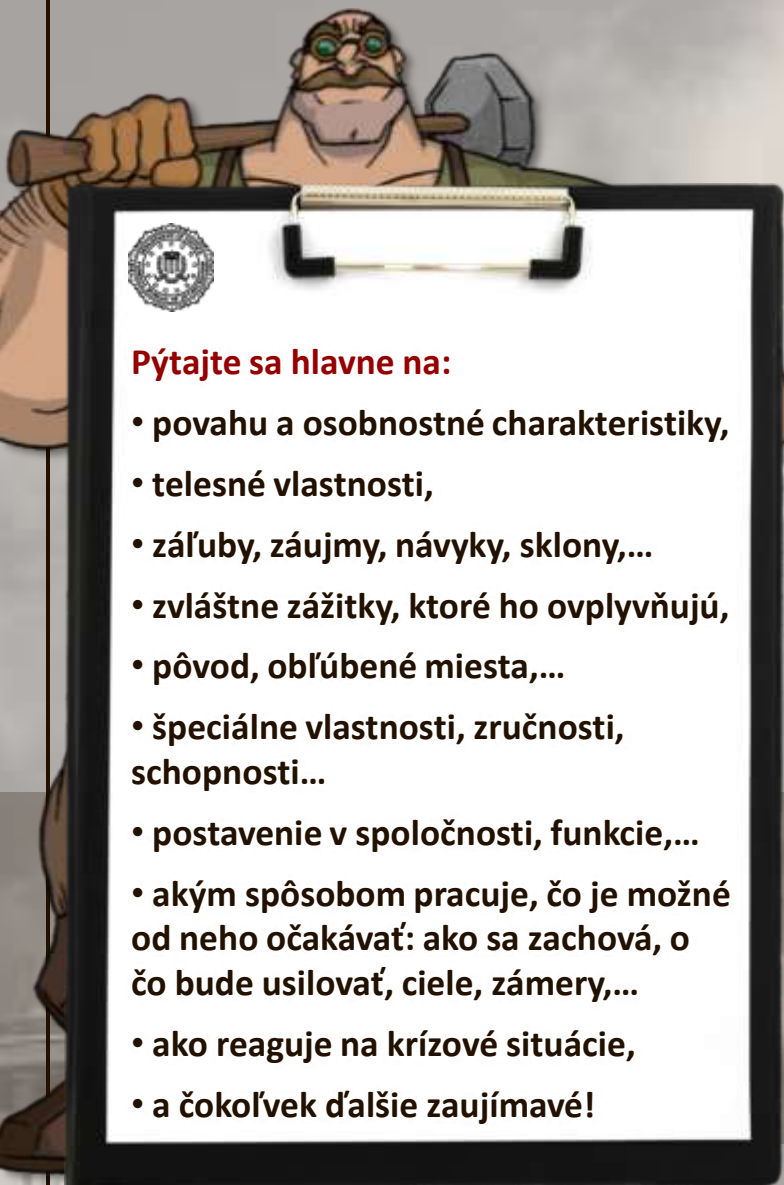 Pýtajte sa hlavne na:
• povahu a osobnostné charakteristiky,
• telesné vlastnosti,
• záľuby, záujmy, návyky, sklony,...
• zvláštne zážitky, ktoré ho ovplyvňujú,
• pôvod, obľúbené miesta,...
• špeciálne vlastnosti, zručnosti,
schopnosti...
• postavenie v spoločnosti, funkcie,...
• akým spôsobom pracuje, čo je možné
od neho očakávať: ako sa zachová, o
čo bude usilovať, ciele, zámery,...
• ako reaguje na krízové situácie,
• a čokoľvek ďalšie zaujímavé!